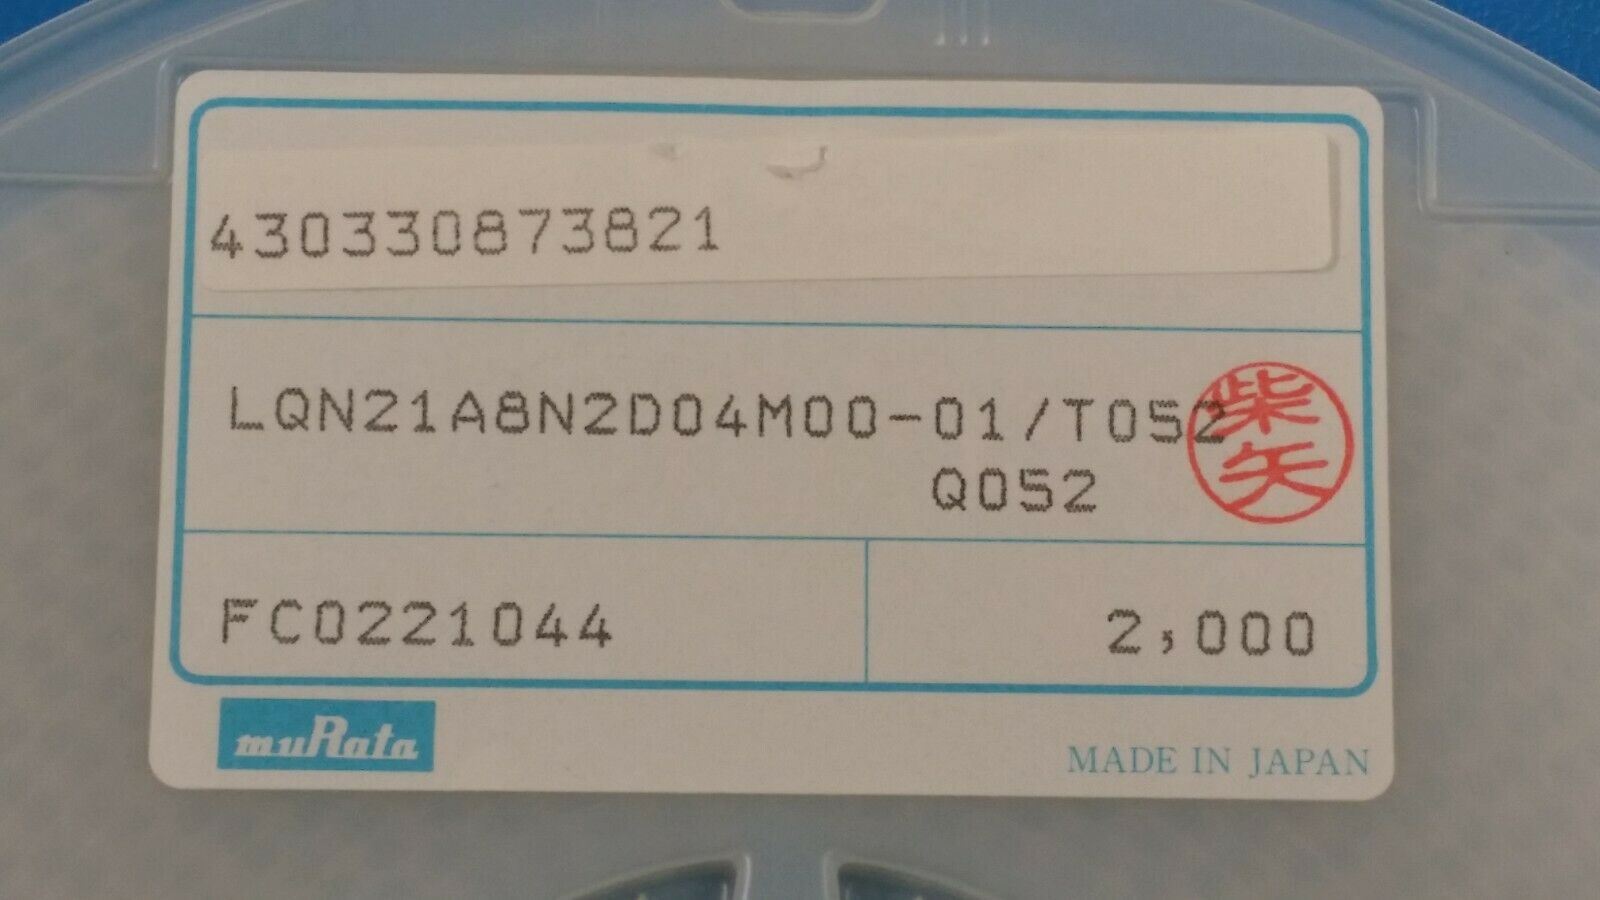 430330873821
LQN21A8N2D04M00-01/T052
Q052
柴矢
FC0221044
2,000
muRata
MADE IN JAPAN